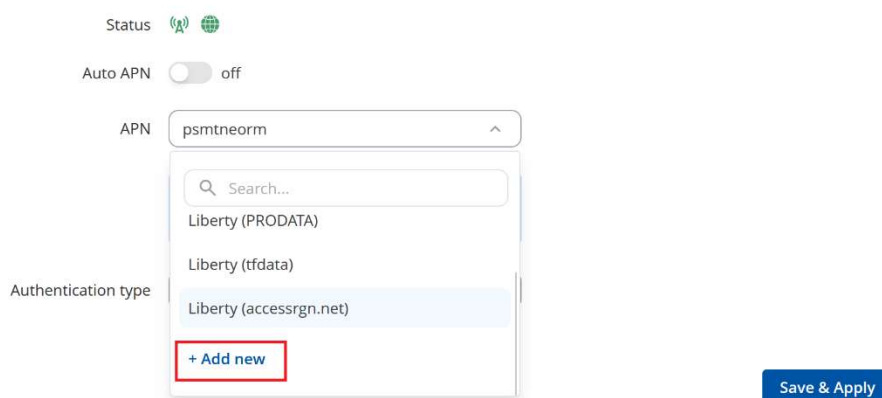 Status
Auto APN off
APN psmtneorm
Search...
Liberty (PRODATA)
Liberty (tfdata)
Authentication type
Liberty (accessrgn.net)
+ Add new
Save & Apply